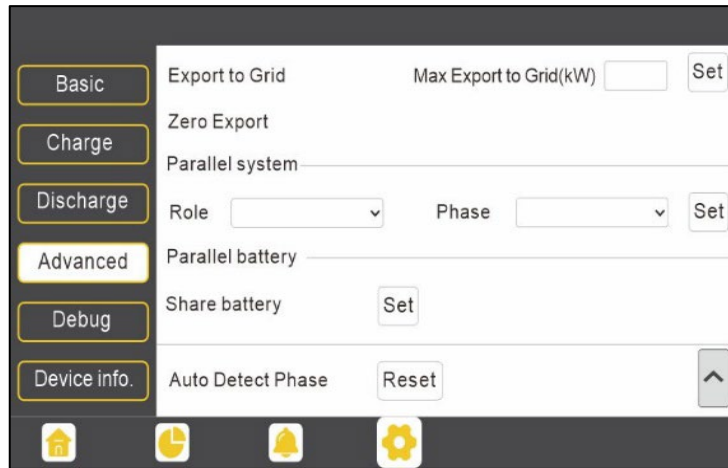 Basic
Charge
Discharge
Advanced
Debug
Device info.
Export to Grid Max Export to Grid(kW) Set
Zero Export
Parallel system
Role Phase Set
Parallel battery
Share battery Set
Auto Detect Phase Reset